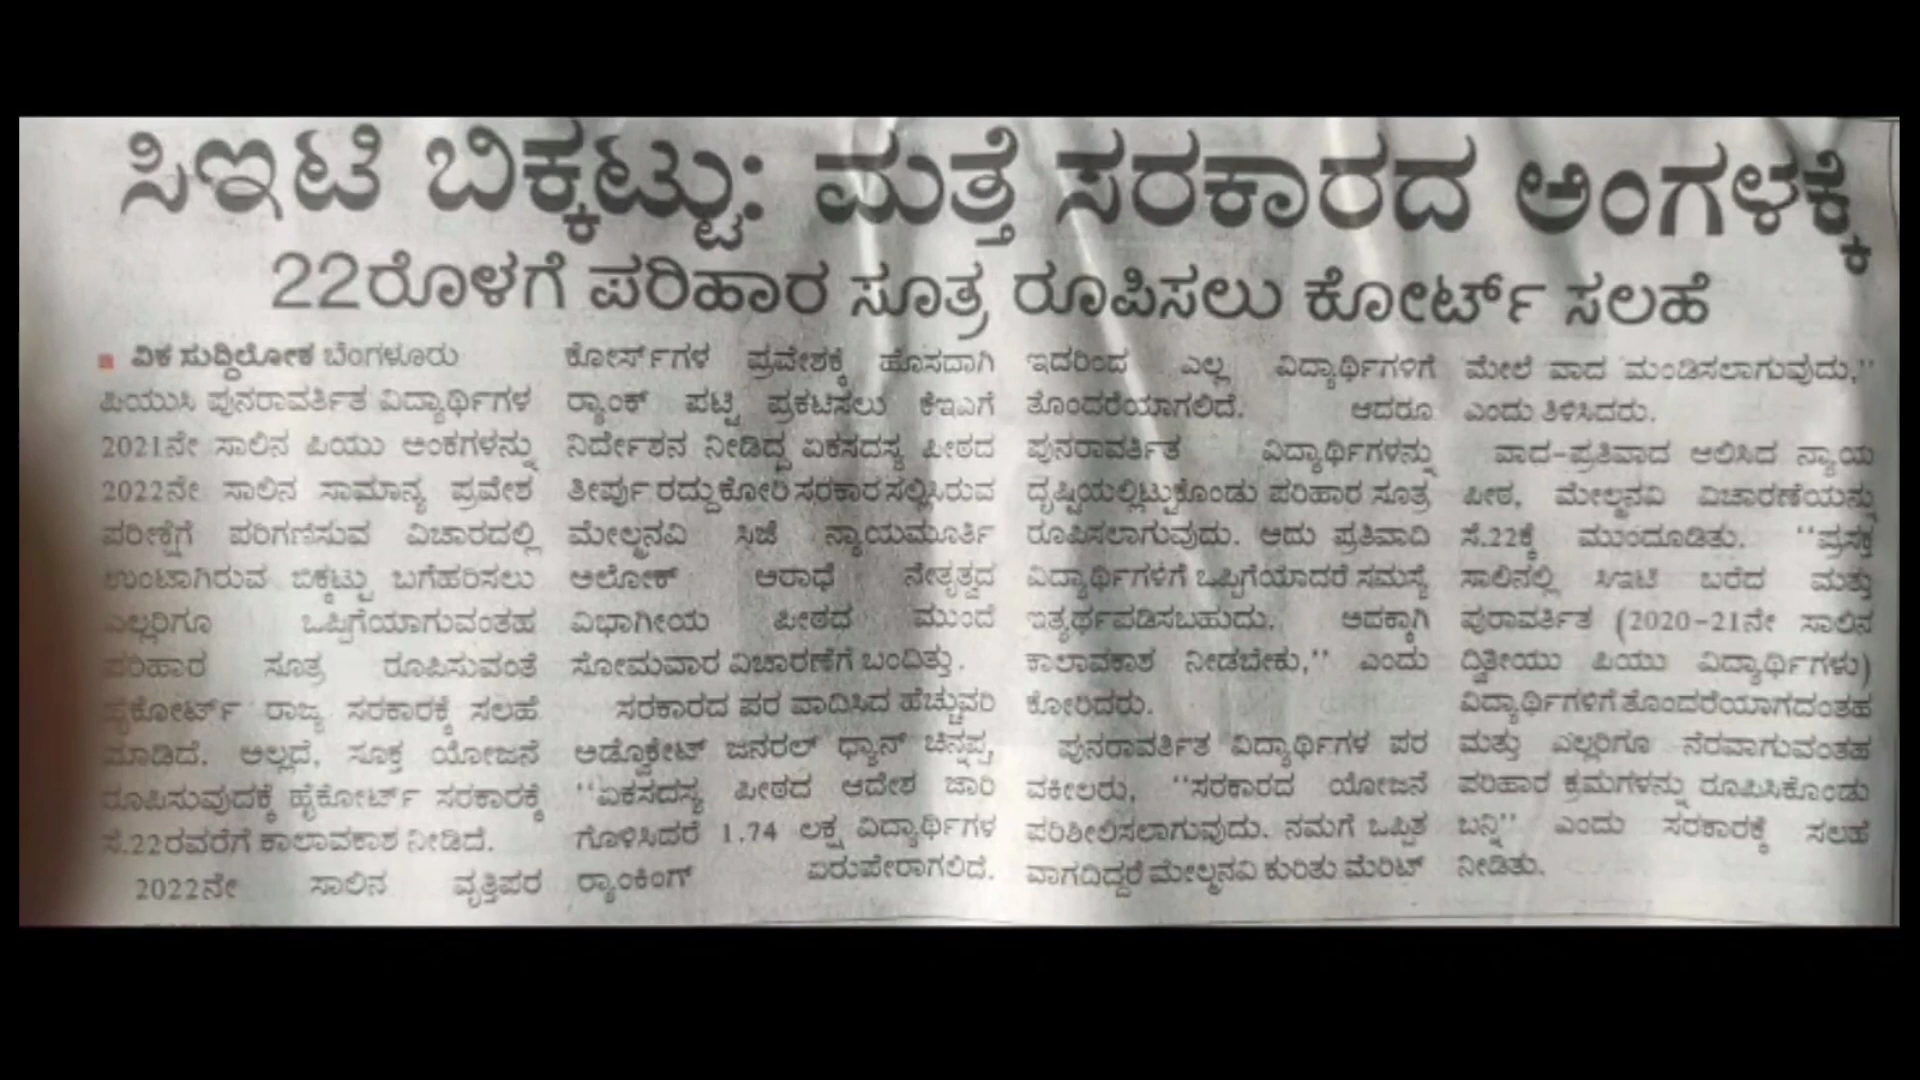 ಸಿಇಟಿ ಬಿಕ್ಕಟ್ಟು: ಮತ್ತೆ ಸರಕಾರದ ಅಂಗಳಕ್ಕೆ
22ರೊಳಗೆ ಪರಿಹಾರ ಸೂತ್ರ ರೂಪಿಸಲು ಕೋರ್ಟ್ ಸಲಹೆ
■ ವಿಕ ಸುದ್ದಿಲೋಕ ಬೆಂಗಳೂರು
ಪಿಯುಸಿ ಪುನರಾವರ್ತಿತ ವಿದ್ಯಾರ್ಥಿಗಳ
2021ನೇ ಸಾಲಿನ ಪಿಯು ಅಂಕಗಳನ್ನು
2022ನೇ ಸಾಲಿನ ಸಾಮಾನ್ಯ ಪ್ರವೇಶ
ಪರೀಕ್ಷೆಗೆ ಪರಿಗಣಿಸುವ ವಿಚಾರದಲ್ಲಿ
ಉಂಟಾಗಿರುವ ಬಿಕ್ಕಟ್ಟು ಬಗೆಹರಿಸಲು
ಎಲ್ಲರಿಗೂ ಒಪ್ಪಿಗೆಯಾಗುವಂತಹ
ಪರಿಹಾರ ಸೂತ್ರ ರೂಪಿಸುವಂತೆ
ಹೈಕೋರ್ಟ್ ರಾಜ್ಯ ಸರಕಾರಕ್ಕೆ ಸಲಹೆ
ಮಾಡಿದೆ. ಅಲ್ಲದೆ, ಸೂಕ್ತ ಯೋಜನೆ
ರೂಪಿಸುವುದಕ್ಕೆ ಹೈಕೋರ್ಟ್ ಸರಕಾರಕ್ಕೆ
ಸೆ.22ರವರೆಗೆ ಕಾಲಾವಕಾಶ ನೀಡಿದೆ.
2022ನೇ ಸಾಲಿನ ವೃತ್ತಿಪರ
ಕೋರ್ಸ್‌ಗಳ ಪ್ರವೇಶಕ್ಕೆ ಹೊಸದಾಗಿ
ರ‍್ಯಾಂಕ್ ಪಟ್ಟಿ ಪ್ರಕಟಿಸಲು ಕೆಇಎಗೆ
ನಿರ್ದೇಶನ ನೀಡಿದ್ದ ಏಕಸದಸ್ಯ ಪೀಠದ
ತೀರ್ಪು ರದ್ದು ಕೋರಿ ಸರಕಾರ ಸಲ್ಲಿಸಿರುವ
ಮೇಲ್ಮನವಿ ಸಿಜೆ ನ್ಯಾಯಮೂರ್ತಿ
ಆಲೋಕ್ ಆರಾಧೆ ನೇತೃತ್ವದ
ವಿಭಾಗೀಯ ಪೀಠದ ಮುಂದೆ
ಸೋಮವಾರ ವಿಚಾರಣೆಗೆ ಬಂದಿತ್ತು.
ಸರಕಾರದ ಪರ ವಾದಿಸಿದ ಹೆಚ್ಚುವರಿ
ಅಡ್ವೊಕೇಟ್ ಜನರಲ್ ಧ್ಯಾನ್ ಚಿನ್ನಪ್ಪ,
“ಏಕಸದಸ್ಯ ಪೀಠದ ಆದೇಶ ಜಾರಿ
ಗೊಳಿಸಿದರೆ 1.74 ಲಕ್ಷ ವಿದ್ಯಾರ್ಥಿಗಳ
ರ‍್ಯಾಂಕಿಂಗ್ ಏರುಪೇರಾಗಲಿದೆ.
ಇದರಿಂದ ಎಲ್ಲ ವಿದ್ಯಾರ್ಥಿಗಳಿಗೆ
ತೊಂದರೆಯಾಗಲಿದೆ. ಆದರೂ
ಪುನರಾವರ್ತಿತ ವಿದ್ಯಾರ್ಥಿಗಳನ್ನು
ದೃಷ್ಟಿಯಲ್ಲಿಟ್ಟುಕೊಂಡು ಪರಿಹಾರ ಸೂತ್ರ
ರೂಪಿಸಲಾಗುವುದು. ಅದು ಪ್ರತಿವಾದಿ
ವಿದ್ಯಾರ್ಥಿಗಳಿಗೆ ಒಪ್ಪಿಗೆಯಾದರೆ ಸಮಸ್ಯೆ
ಇತ್ಯರ್ಥಪಡಿಸಬಹುದು. ಅದಕ್ಕಾಗಿ
ಕಾಲಾವಕಾಶ ನೀಡಬೇಕು,” ಎಂದು
ಕೋರಿದರು.
ಪುನರಾವರ್ತಿತ ವಿದ್ಯಾರ್ಥಿಗಳ ಪರ
ವಕೀಲರು, “ಸರಕಾರದ ಯೋಜನೆ
ಪರಿಶೀಲಿಸಲಾಗುವುದು. ನಮಗೆ ಒಪ್ಪಿತ
ವಾಗದಿದ್ದರೆ ಮೇಲ್ಮನವಿ ಕುರಿತು ಮೆರಿಟ್
ಮೇಲೆ ವಾದ ಮಂಡಿಸಲಾಗುವುದು,”
ಎಂದು ತಿಳಿಸಿದರು.
ವಾದ-ಪ್ರತಿವಾದ ಆಲಿಸಿದ ನ್ಯಾಯ
ಪೀಠ, ಮೇಲ್ಮನವಿ ವಿಚಾರಣೆಯನ್ನು
ಸೆ.22ಕ್ಕೆ ಮುಂದೂಡಿತು. “ಪ್ರಸಕ್ತ
ಸಾಲಿನಲ್ಲಿ ಸಿಇಟಿ ಬರೆದ ಮತ್ತು
ಪುರಾವರ್ತಿತ (2020-21ನೇ ಸಾಲಿನ
ದ್ವಿತೀಯು ಪಿಯು ವಿದ್ಯಾರ್ಥಿಗಳು)
ವಿದ್ಯಾರ್ಥಿಗಳಿಗೆ ತೊಂದರೆಯಾಗದಂತಹ
ಮತ್ತು ಎಲ್ಲರಿಗೂ ನೆರವಾಗುವಂತಹ
ಪರಿಹಾರ ಕ್ರಮಗಳನ್ನು ರೂಪಿಸಿಕೊಂಡು
ಬನ್ನಿ” ಎಂದು ಸರಕಾರಕ್ಕೆ ಸಲಹೆ
ನೀಡಿತು.